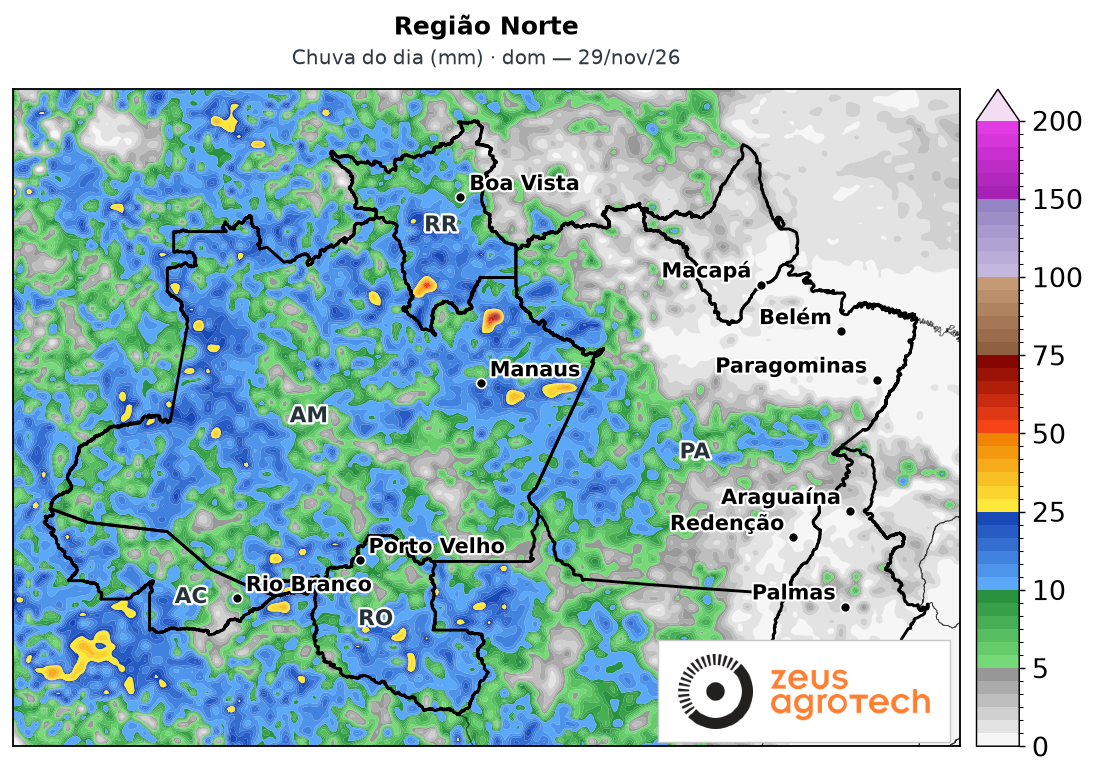 Região Norte
Chuva do dia (mm) · dom — 29/nov/26
200
150
100
75
50
25
10
5
0
Boa Vista
RR
Macapá
Belém
Paragominas
Manaus
AM
PA
Araguaína
Redenção
Porto Velho
Rio Branco
AC
RO
Palmas
zeus
agrotech